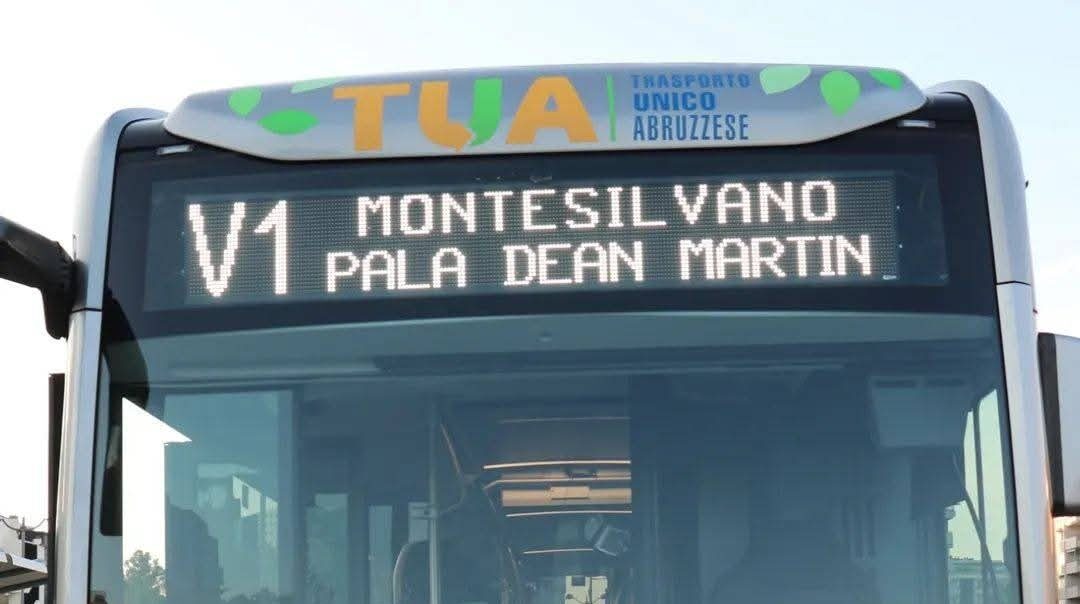 TUA
TRASPORTO
UNICO
ABRUZZESE
V1
MONTESILVANO
PALA DEAN MARTIN